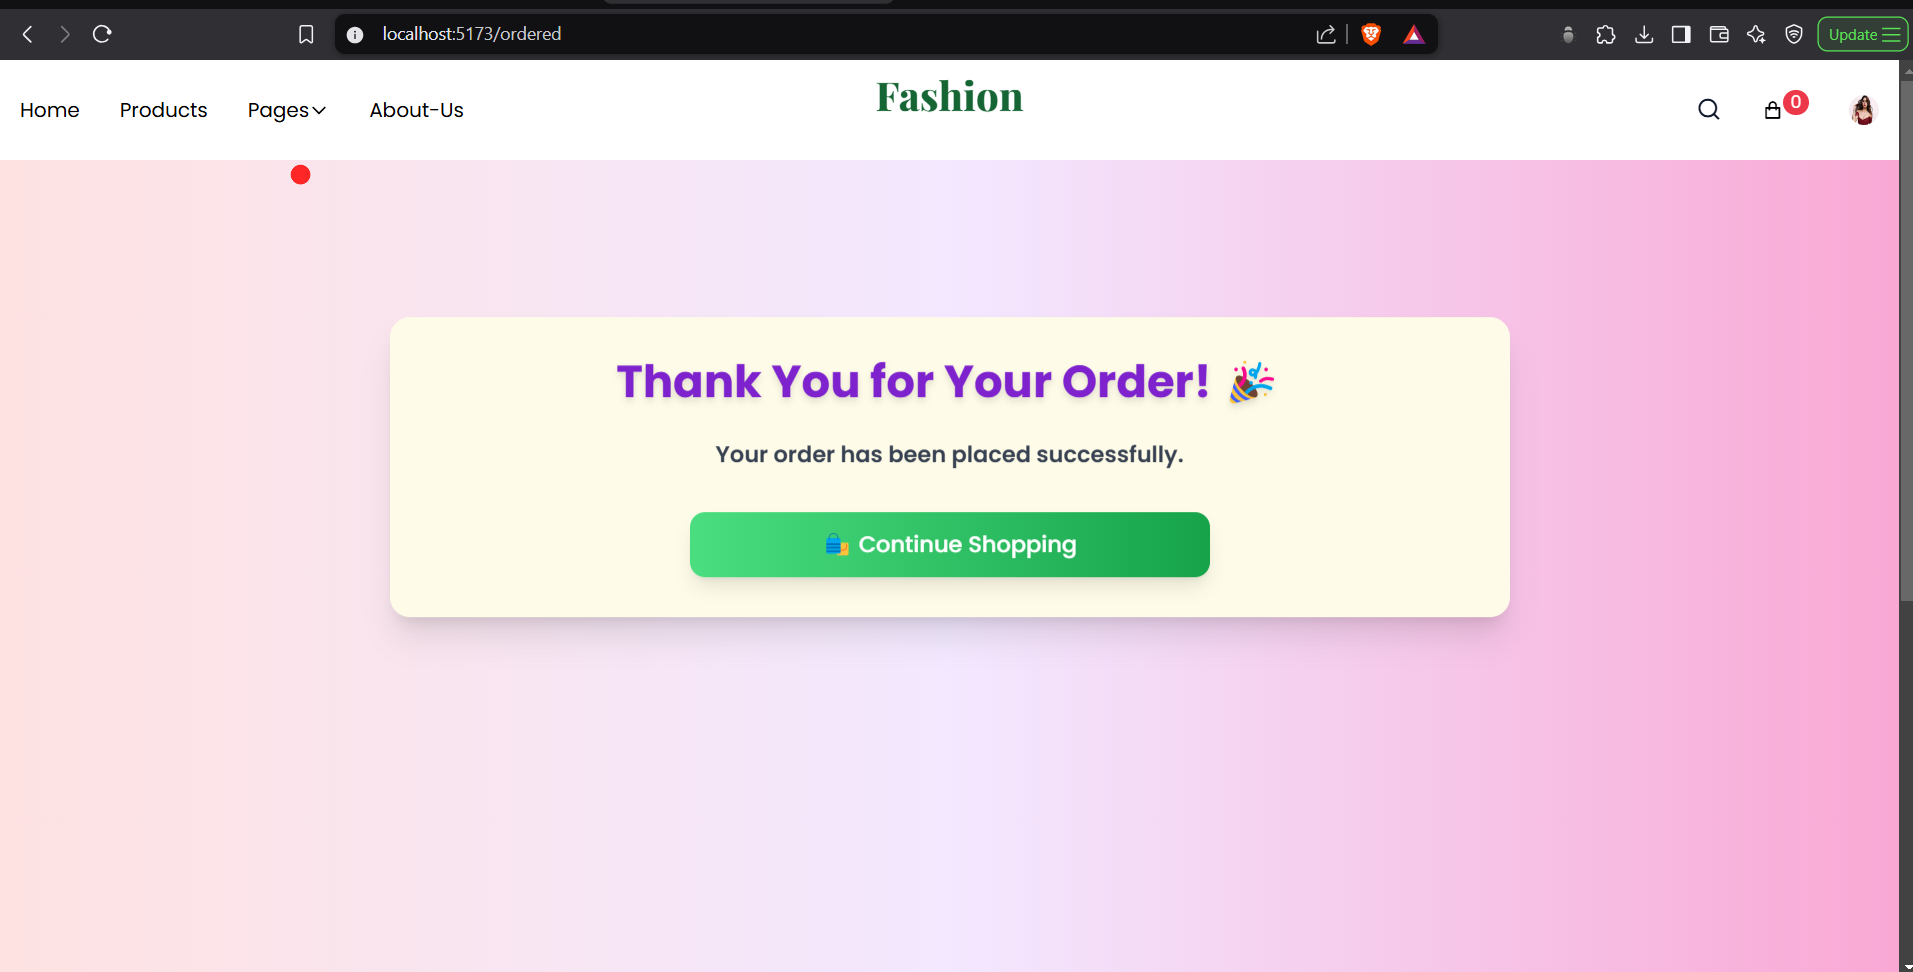 localhost:5173/ordered
Update
Home Products Pages About-Us
Fashion
0
Thank You for Your Order! 🎉
Your order has been placed successfully.
🛍️ Continue Shopping